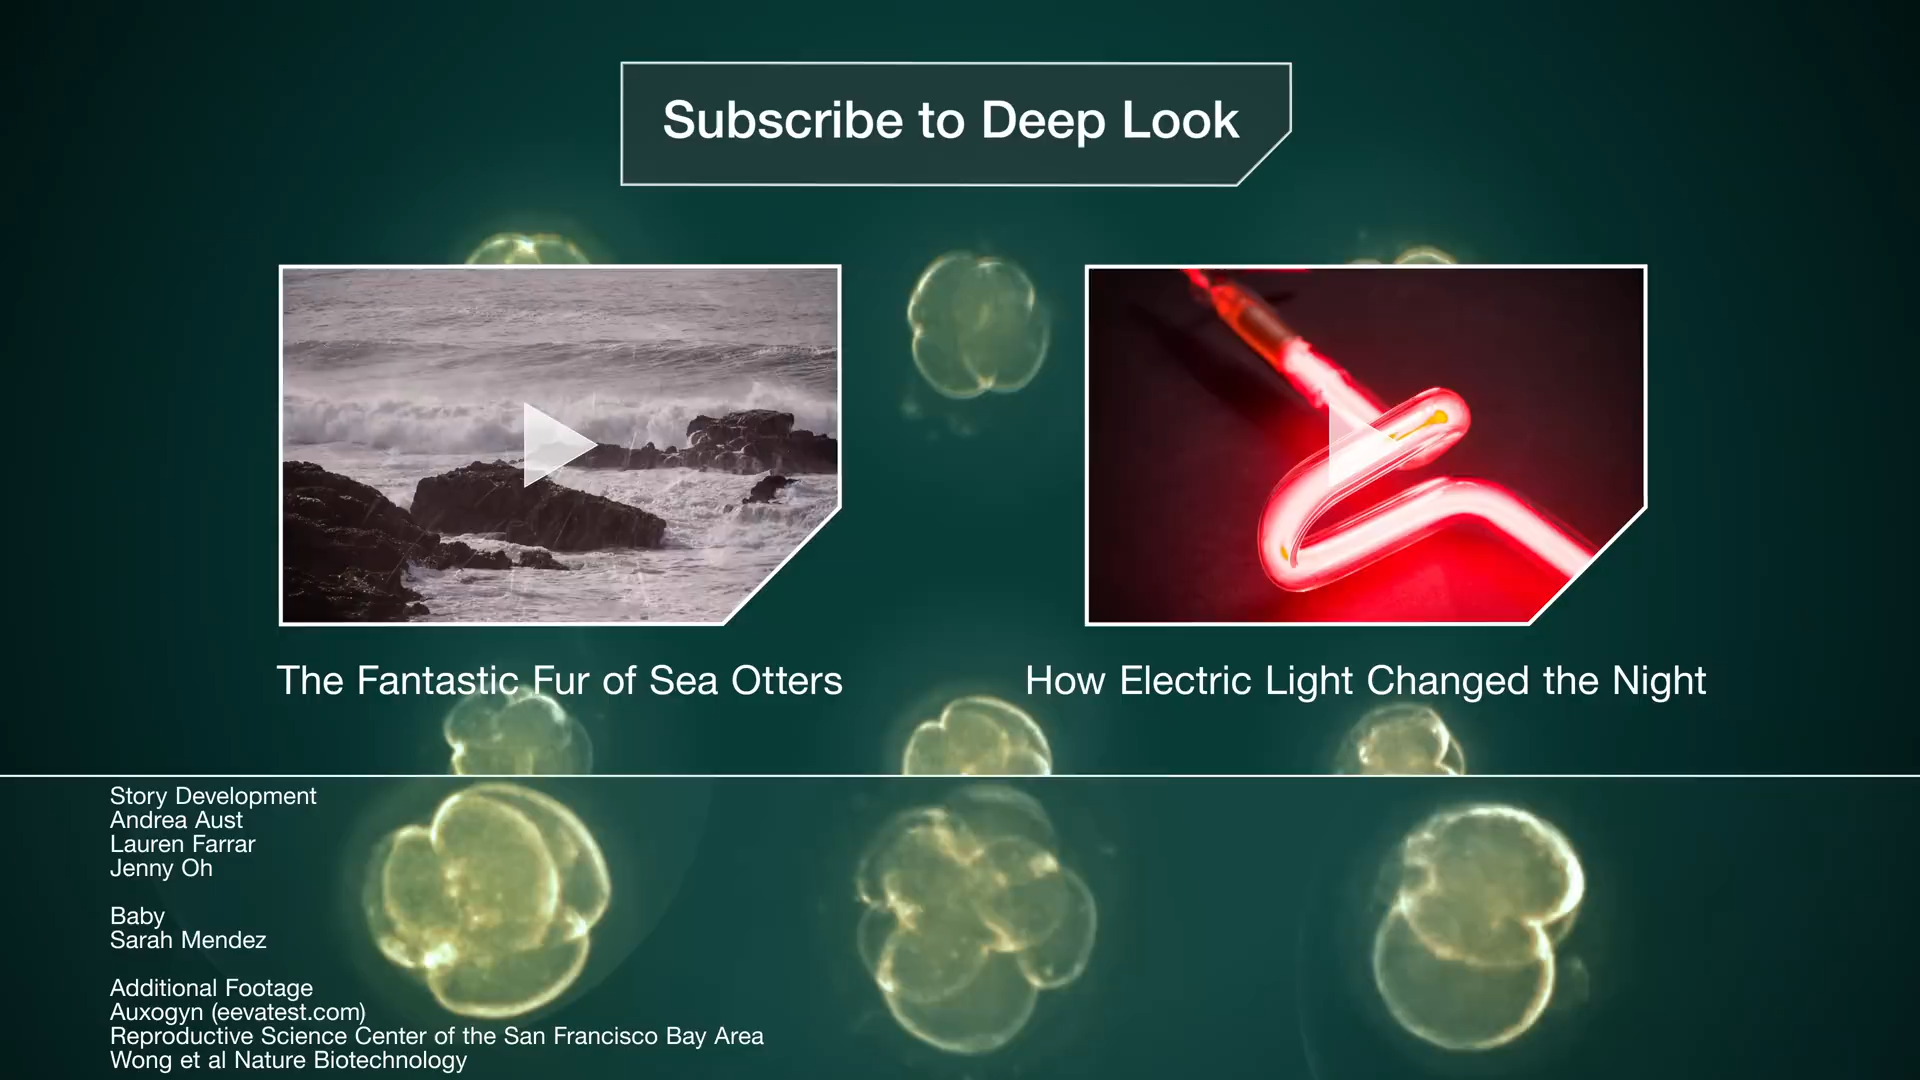 Subscribe to Deep Look
The Fantastic Fur of Sea Otters
How Electric Light Changed the Night
Story Development
Andrea Aust
Lauren Farrar
Jenny Oh
Baby
Sarah Mendez
Additional Footage
Auxogyn (eevatest.com)
Reproductive Science Center of the San Francisco Bay Area
Wong et al Nature Biotechnology